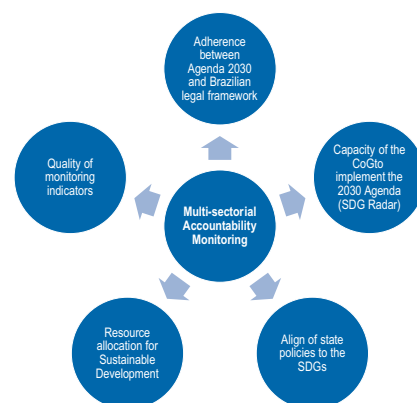 Adherence
between
Agenda 2030
and Brazilian
legal framework
Quality of
monitoring
indicators
Capacity of the
CoGto implement
the 2030 Agenda
(SDG Radar)
Multi-sectorial
Accountability
Monitoring
Resource
allocation for
Sustainable
Development
Align of state
policies to the
SDGs